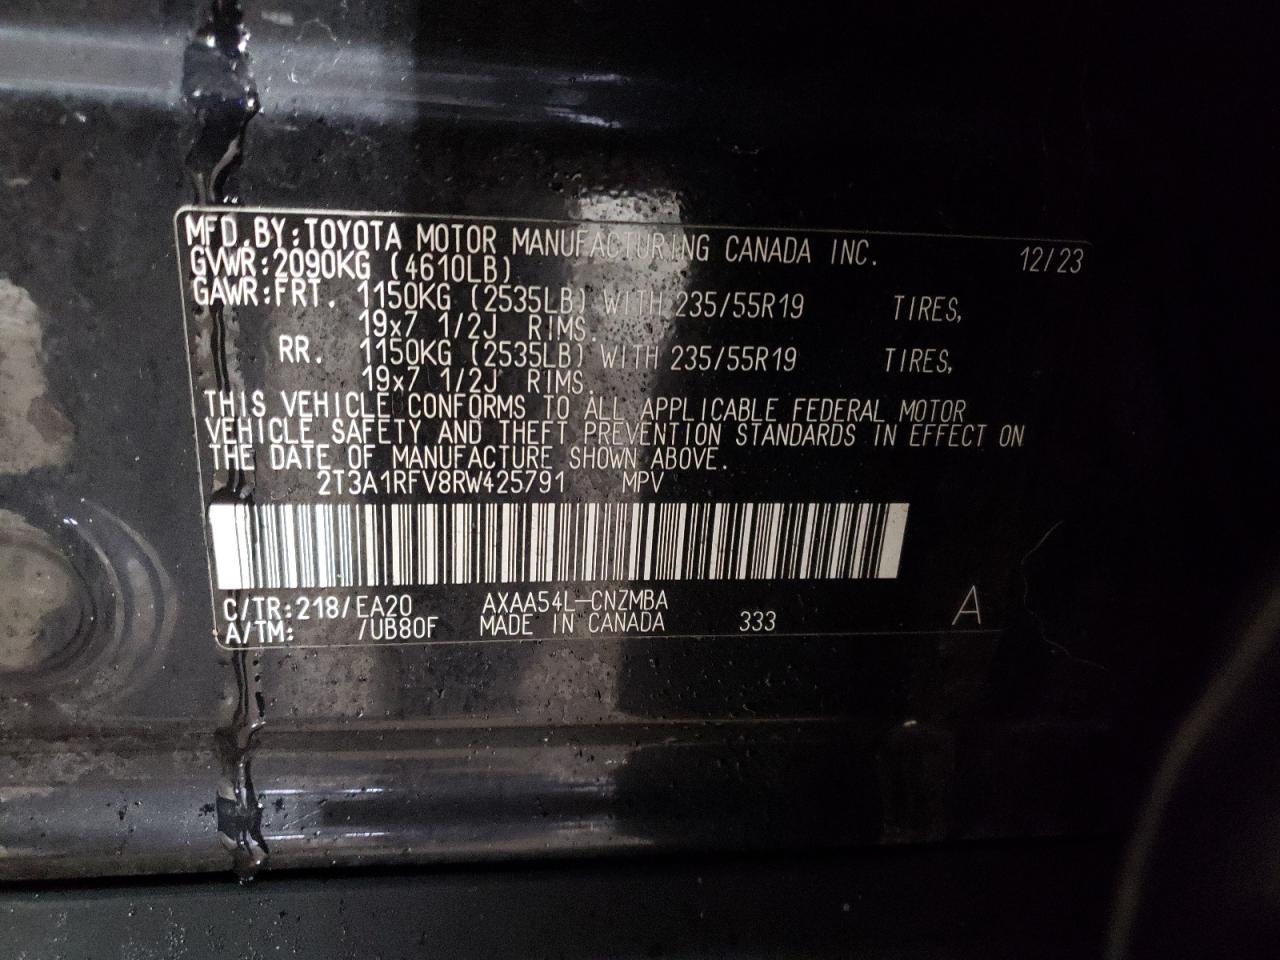 MFD.BY:TOYOTA MOTOR MANUFACTURING CANADA INC. 12/23
GVWR:2090KG (4610LB)
GAWR:FRT. 1150KG (2535LB) WITH 235/55R19 TIRES,
19x7 1/2J RIMS.
RR. 1150KG (2535LB) WITH 235/55R19 TIRES,
19x7 1/2J RIMS.
THIS VEHICLE CONFORMS TO ALL APPLICABLE FEDERAL MOTOR
VEHICLE SAFETY AND THEFT PREVENTION STANDARDS IN EFFECT ON
THE DATE OF MANUFACTURE SHOWN ABOVE.
2T3A1RFV8RW425791 MPV
C/TR:218/EA20 AXAA54L-CNZMBA
A/TM: /UB80F MADE IN CANADA 333 A